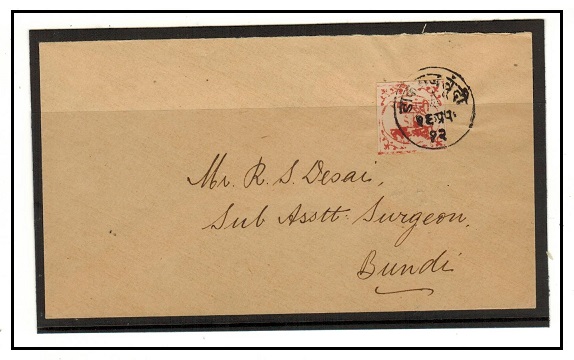 Mr. R. S. Desai,
Sub Asstt. Surgeon,
Bundi